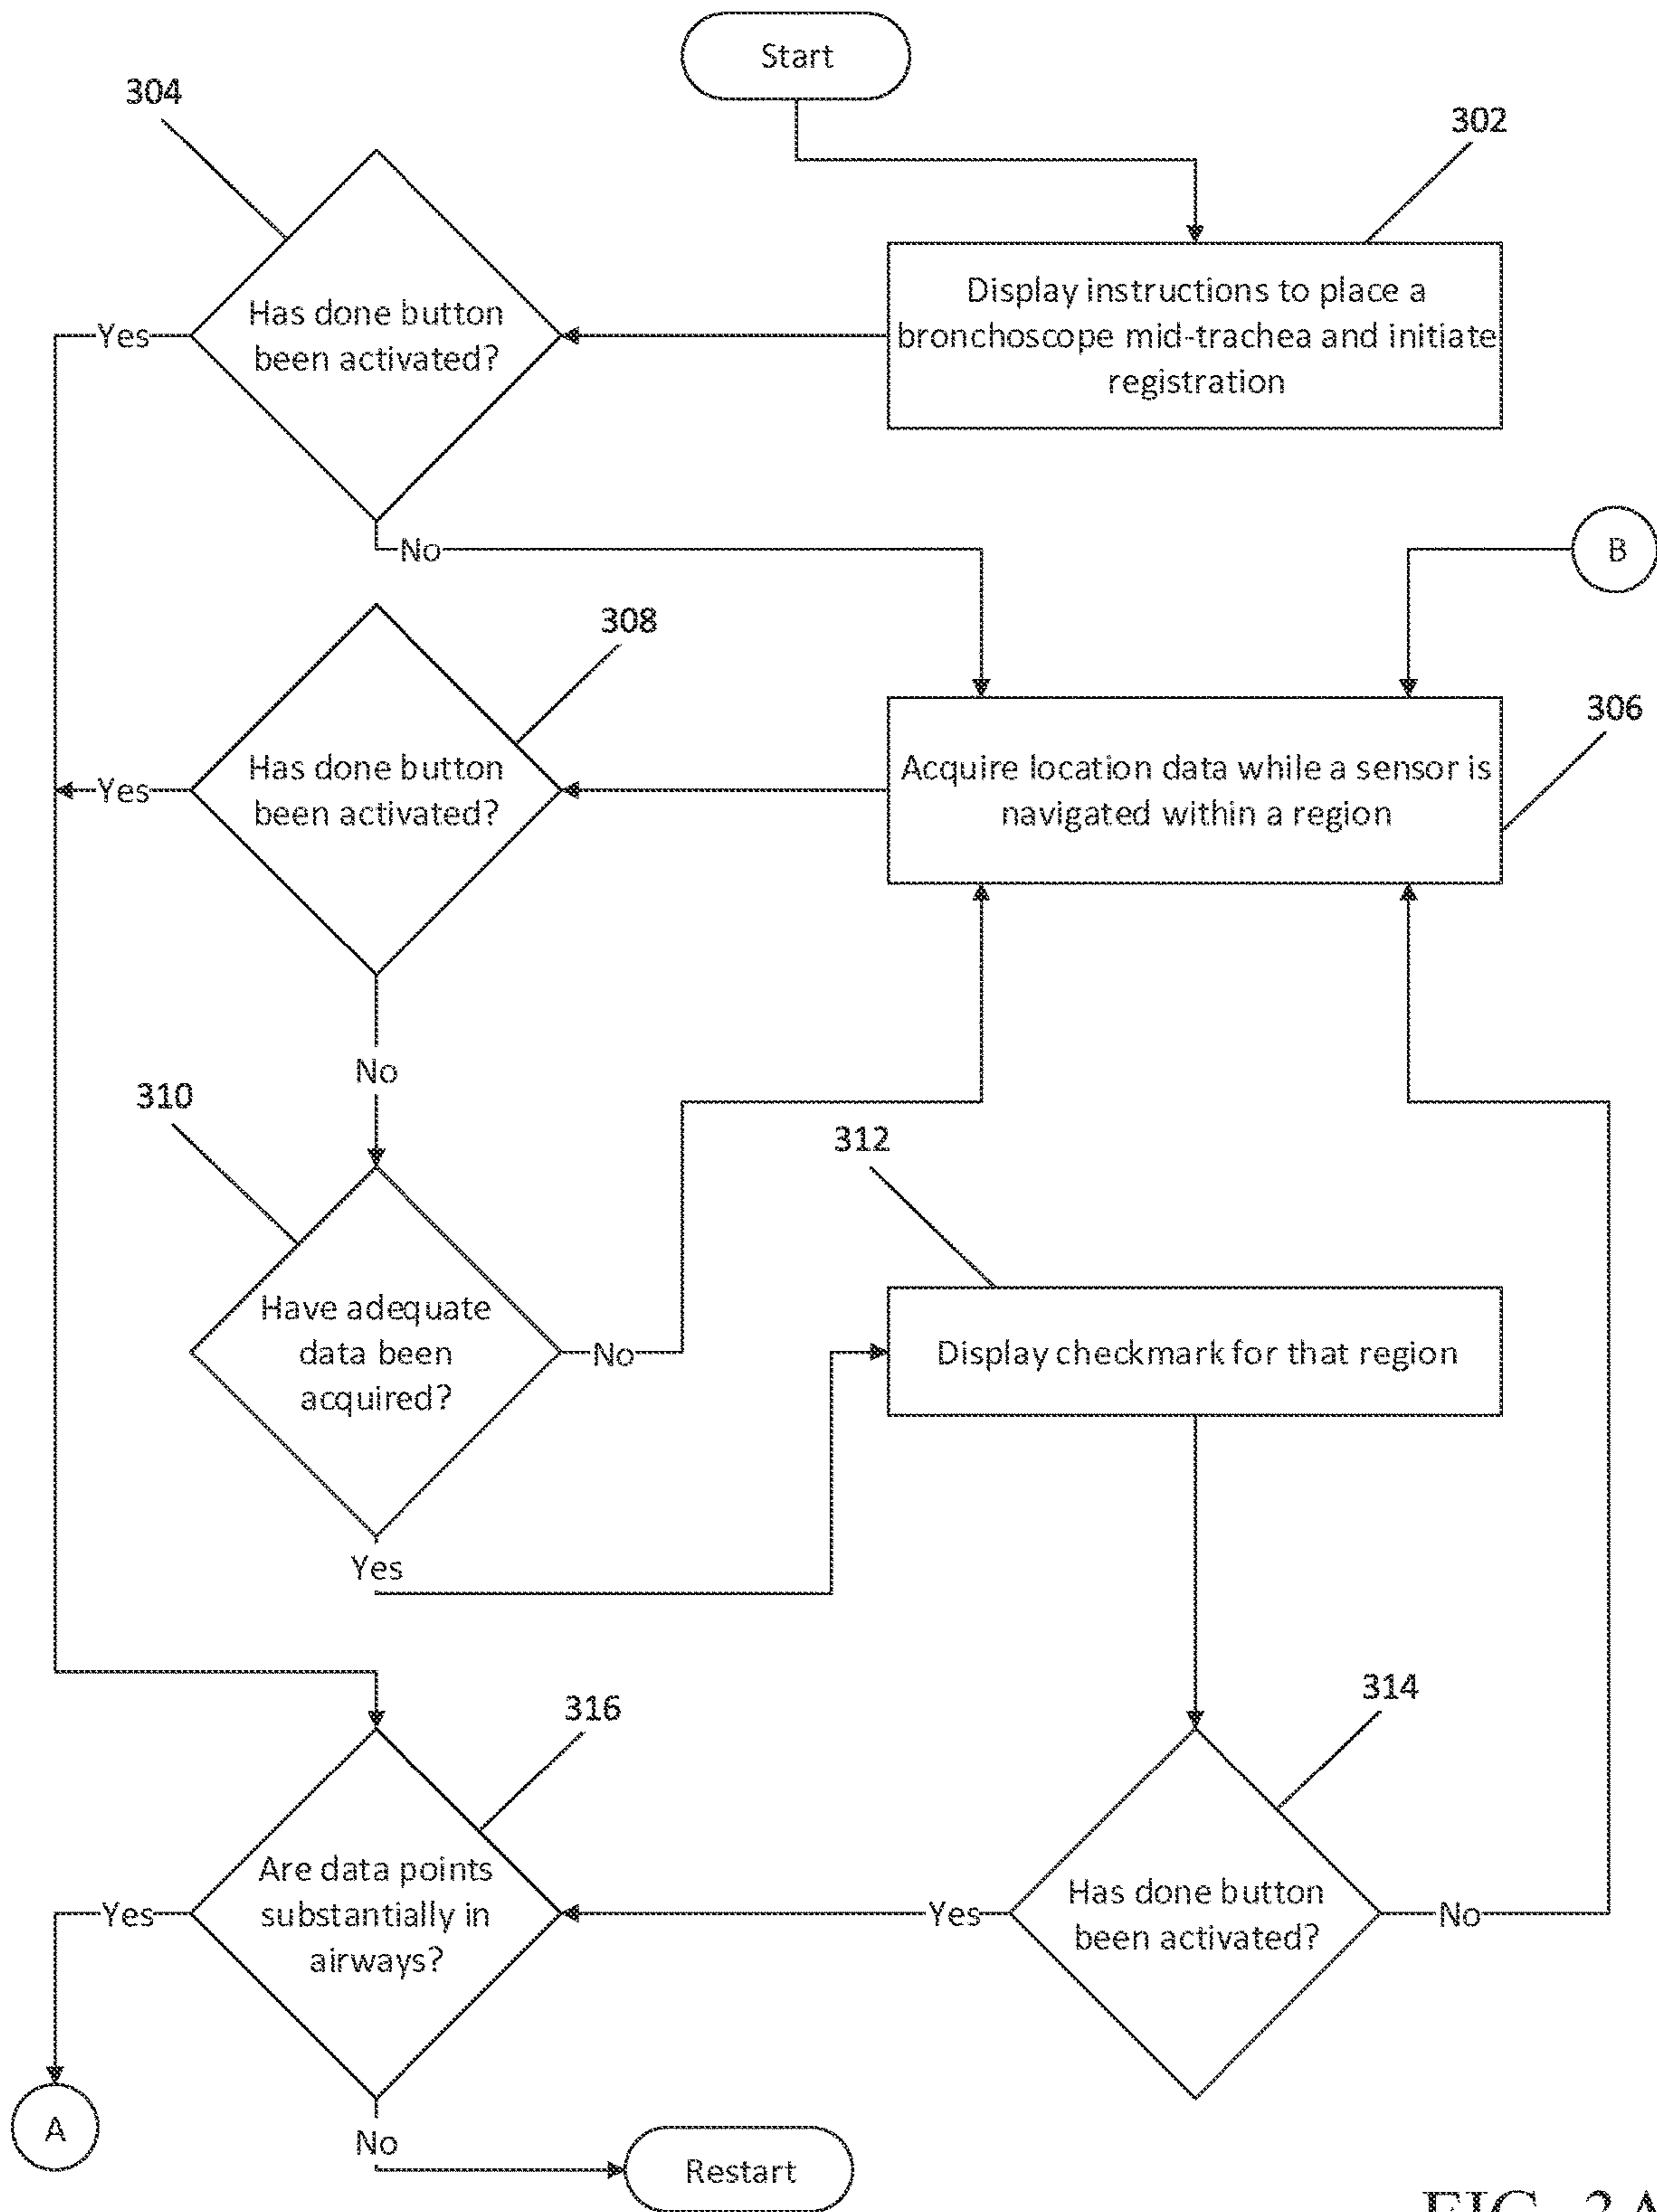 Start
304
302
Has done button
been activated?
Yes
Display instructions to place a
bronchoscope mid-trachea and initiate
registration
No
B
308
306
Has done button
been activated?
Yes
Acquire location data while a sensor is
navigated within a region
No
310
312
Have adequate
data been
acquired?
No
Display checkmark for that region
Yes
316
314
Are data points
substantially in
airways?
Yes
Yes
Has done button
been activated?
No
A
No
Restart
FIG. 3A